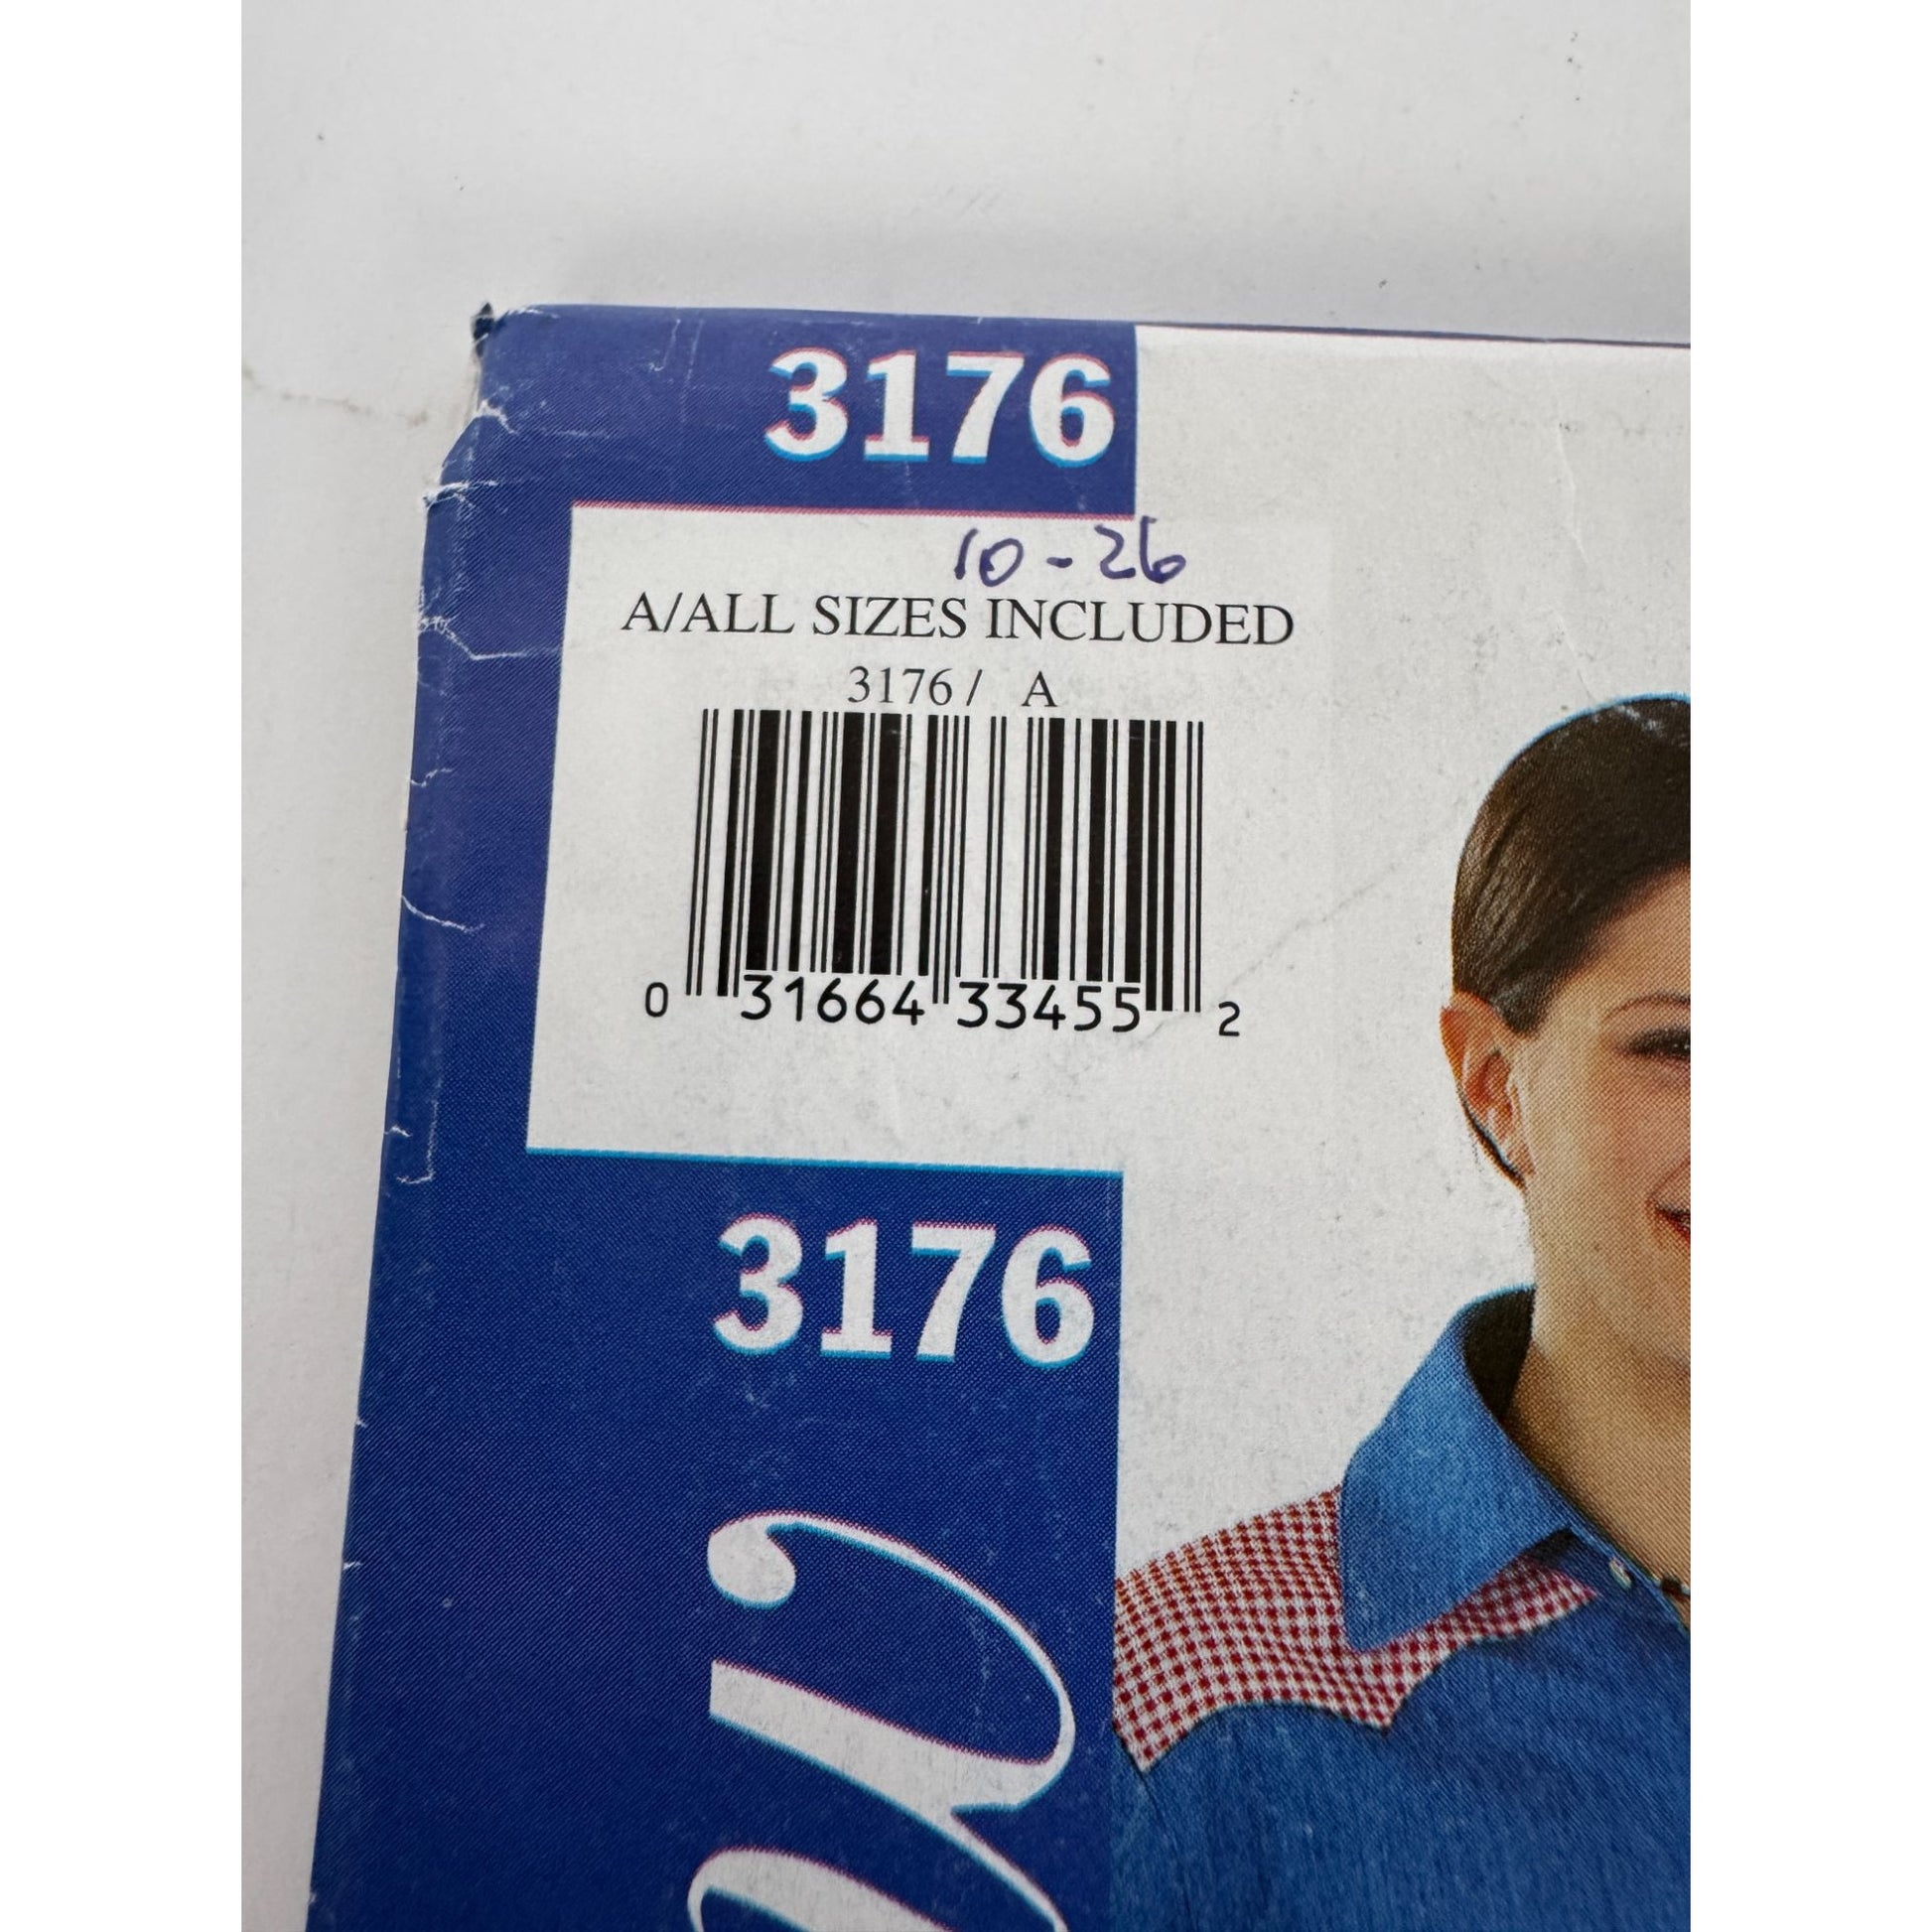 3176
10-26
A/ALL SIZES INCLUDED
3176/ A
0 31664 33455 2
3176